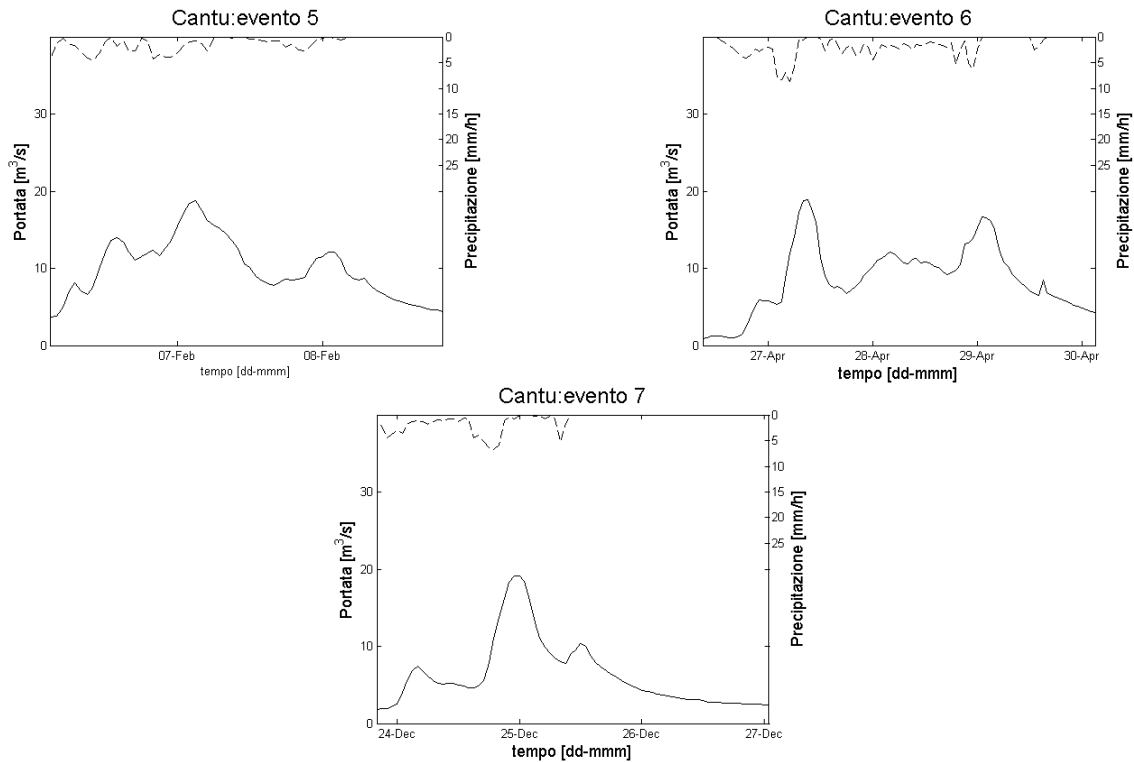 Cantu:evento 5
0
5
10
15
20
25
30
20
10
0
Portata [m³/s]
Precipitazione [mm/h]
07-Feb
08-Feb
tempo [dd-mmm]
Cantu:evento 6
0
5
10
15
20
25
30
20
10
0
Portata [m³/s]
Precipitazione [mm/h]
27-Apr
28-Apr
29-Apr
30-Apr
tempo [dd-mmm]
Cantu:evento 7
0
5
10
15
20
25
30
20
10
0
Portata [m³/s]
Precipitazione [mm/h]
24-Dec
25-Dec
26-Dec
27-Dec
tempo [dd-mmm]